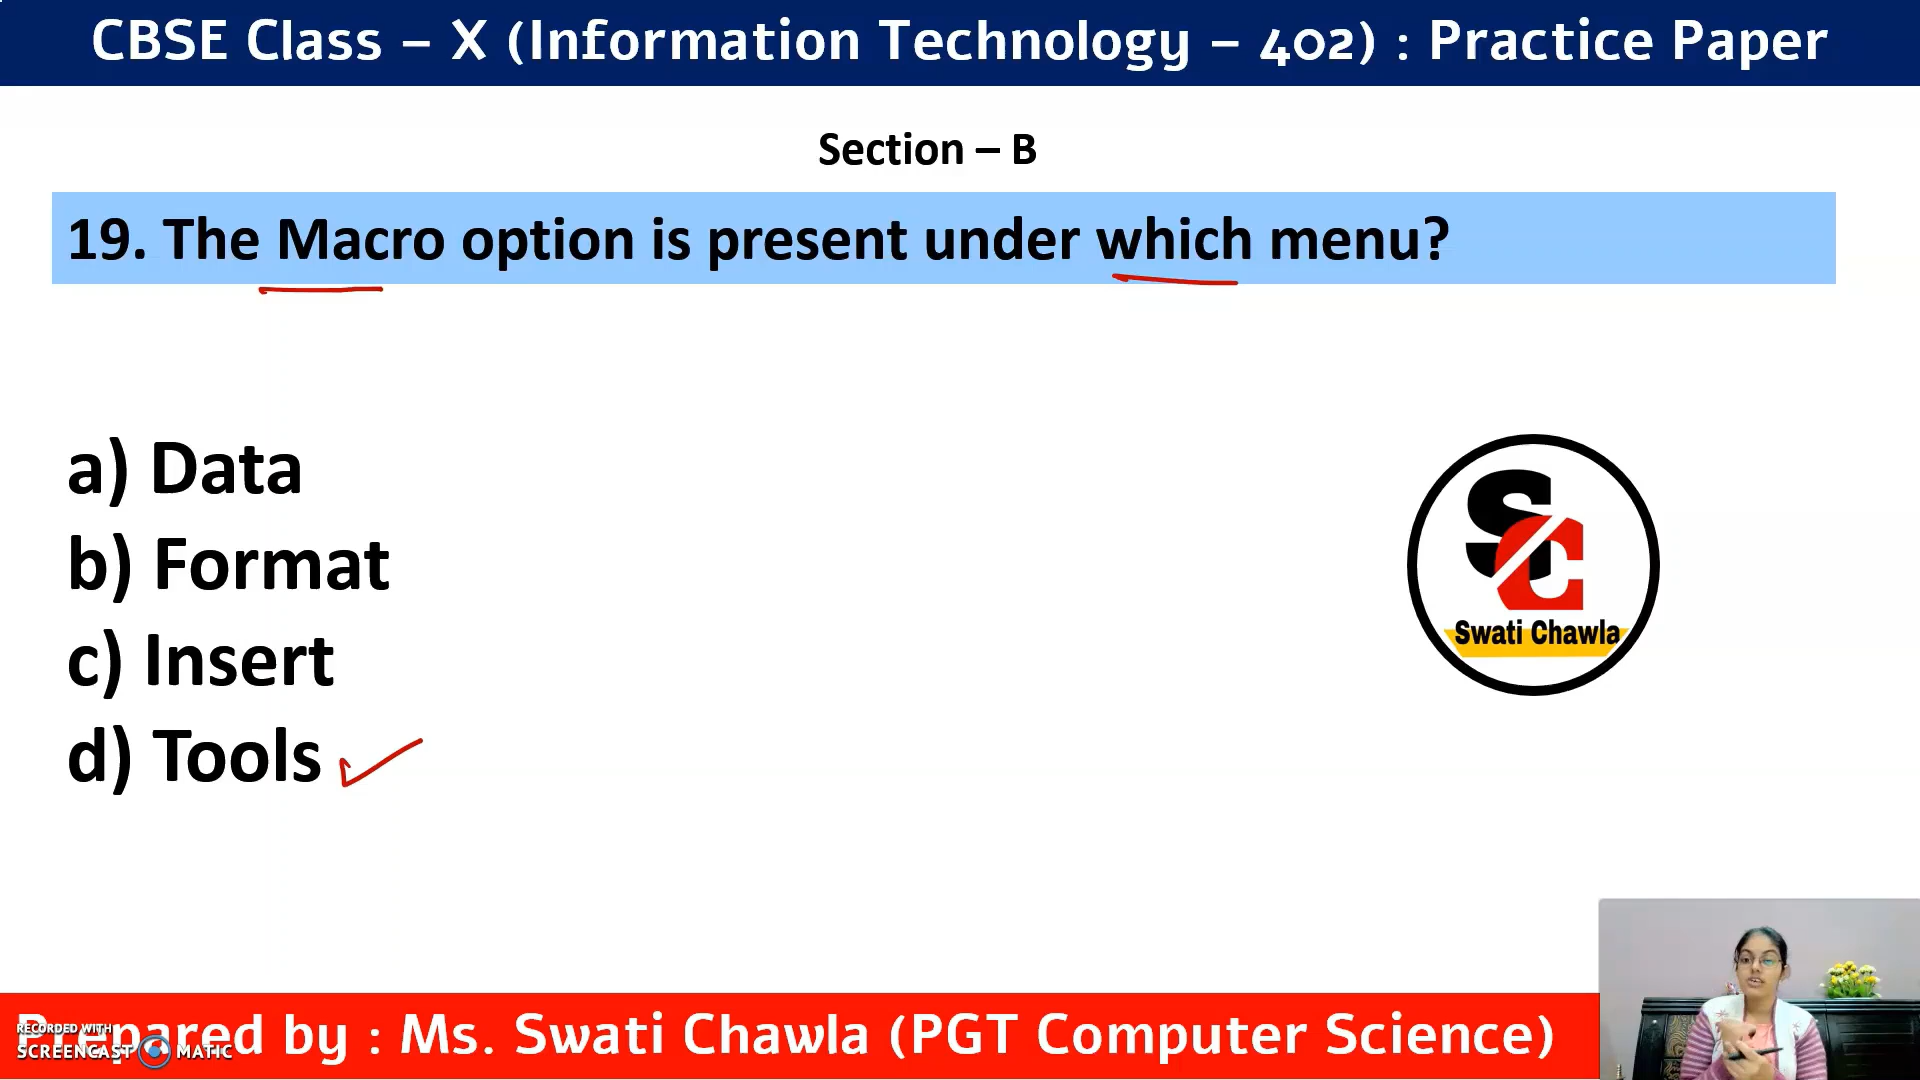 CBSE Class – X (Information Technology – 402) : Practice Paper
Section – B
19. The Macro option is present under which menu?
a) Data
b) Format
c) Insert
d) Tools
SC
Swati Chawla
Prepared by : Ms. Swati Chawla (PGT Computer Science)
RECORDED WITH
SCREENCAST MATIC